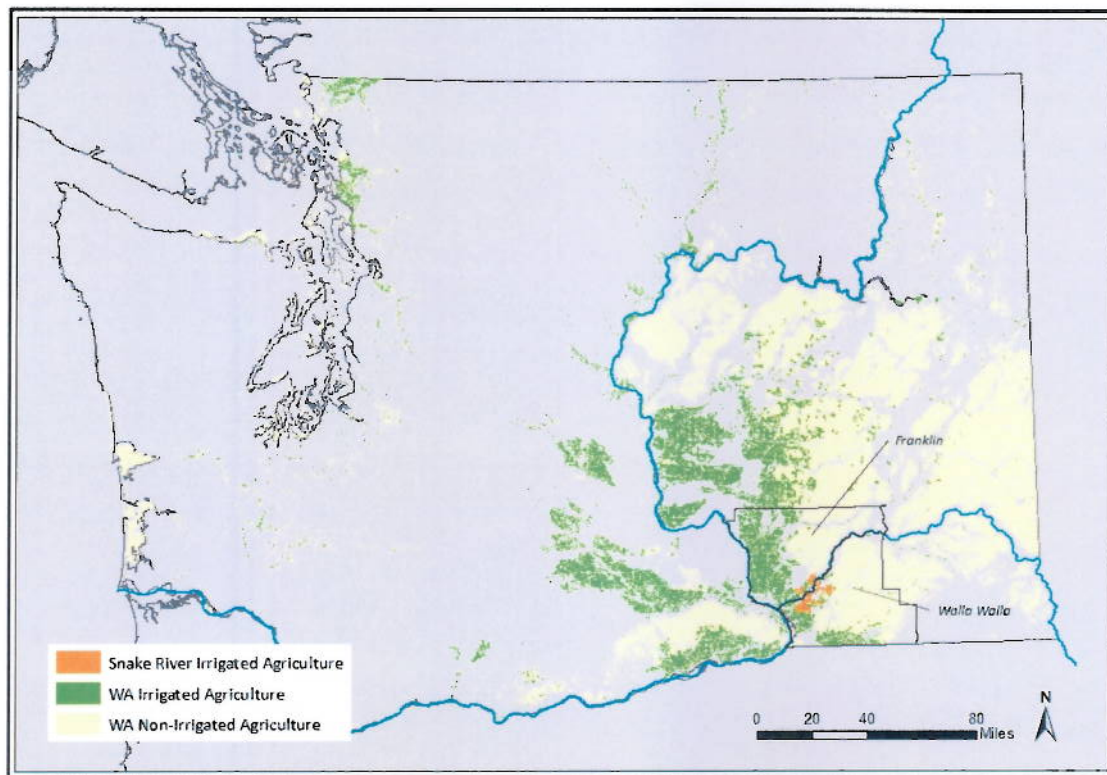 Franklin
Walla Walla
Snake River Irrigated Agriculture
WA Irrigated Agriculture
WA Non-Irrigated Agriculture
N
0 20 40 80
Miles